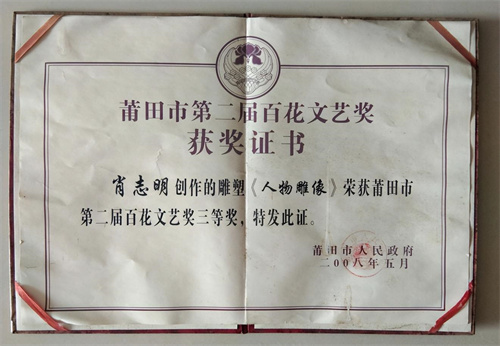 莆田市第二届百花文艺奖
获奖证书
肖志明创作的雕塑《人物雕像》荣获莆田市
第二届百花文艺奖三等奖，特发此证。
莆田市人民政府
二00八年五月